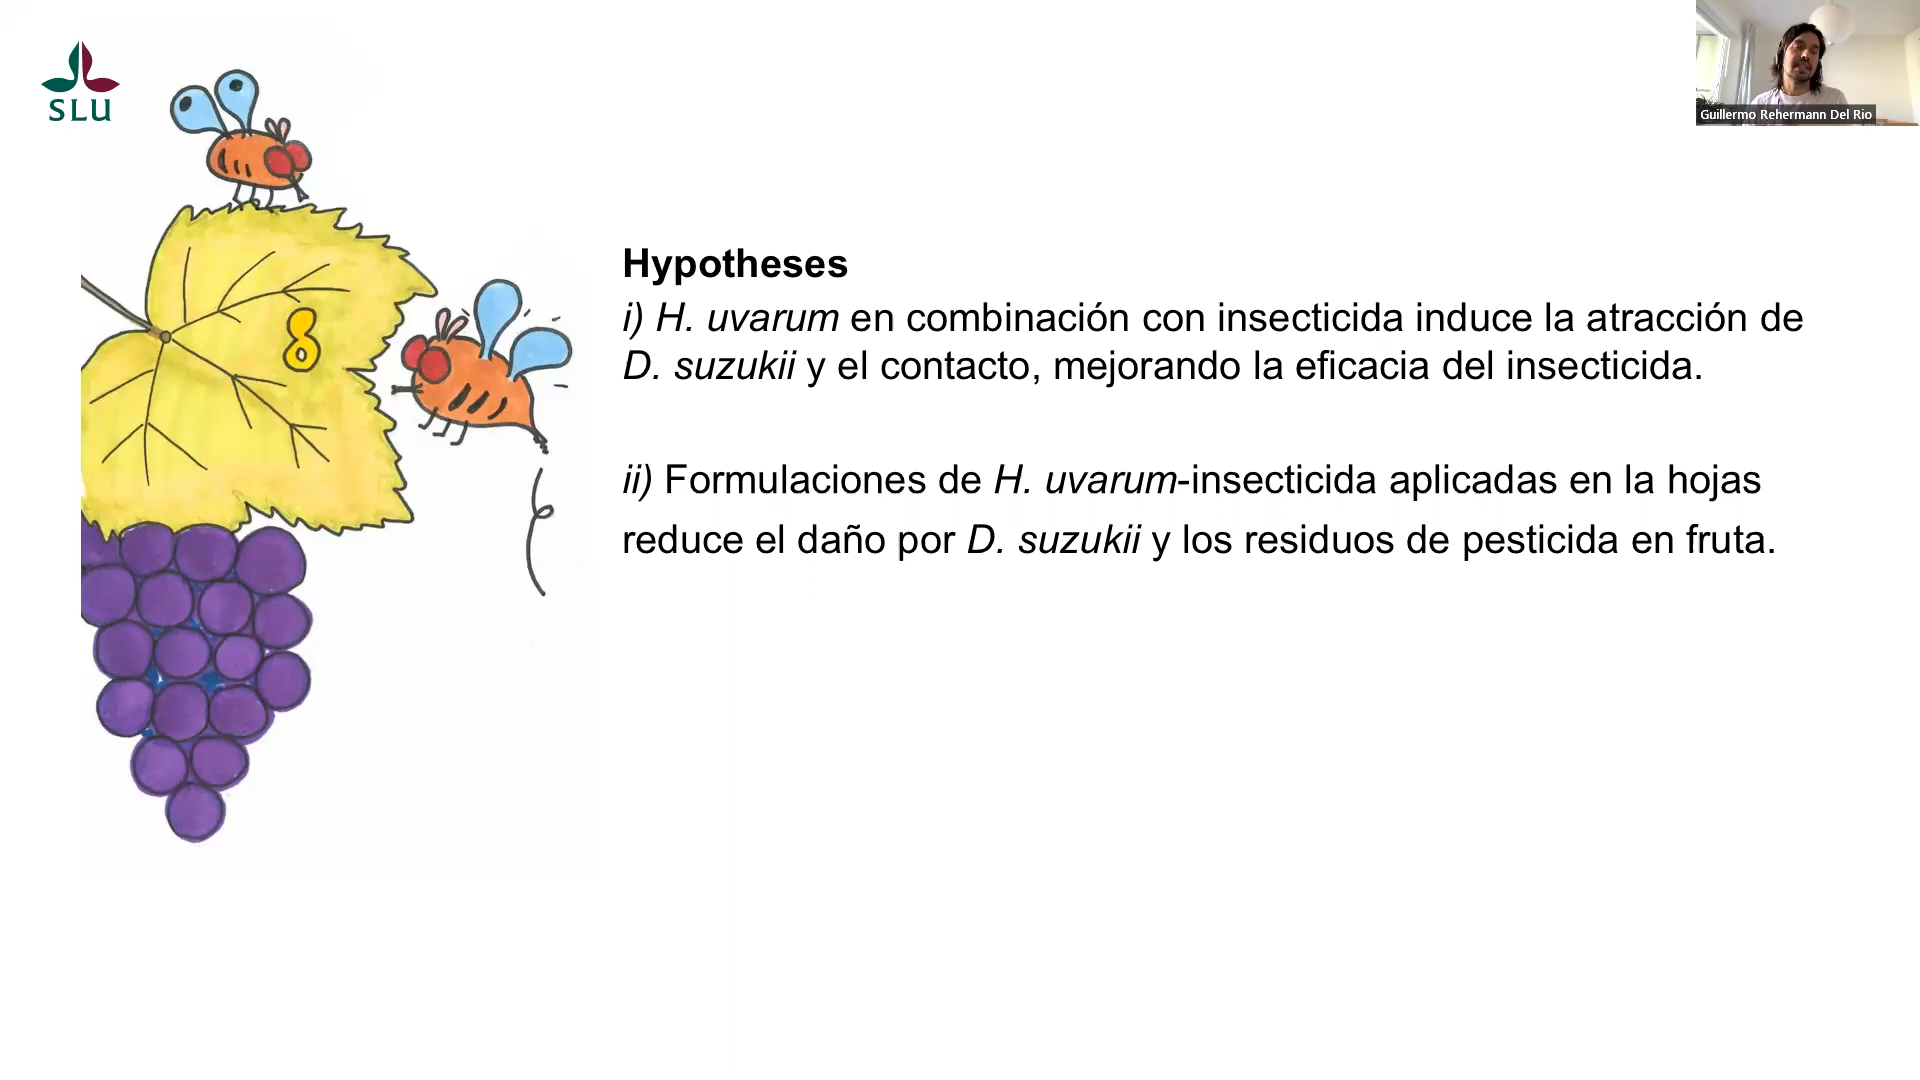 SLU
Guillermo Rehermann Del Rio
Hypotheses
i) H. uvarum en combinación con insecticida induce la atracción de
D. suzukii y el contacto, mejorando la eficacia del insecticida.
ii) Formulaciones de H. uvarum-insecticida aplicadas en la hojas
reduce el daño por D. suzukii y los residuos de pesticida en fruta.